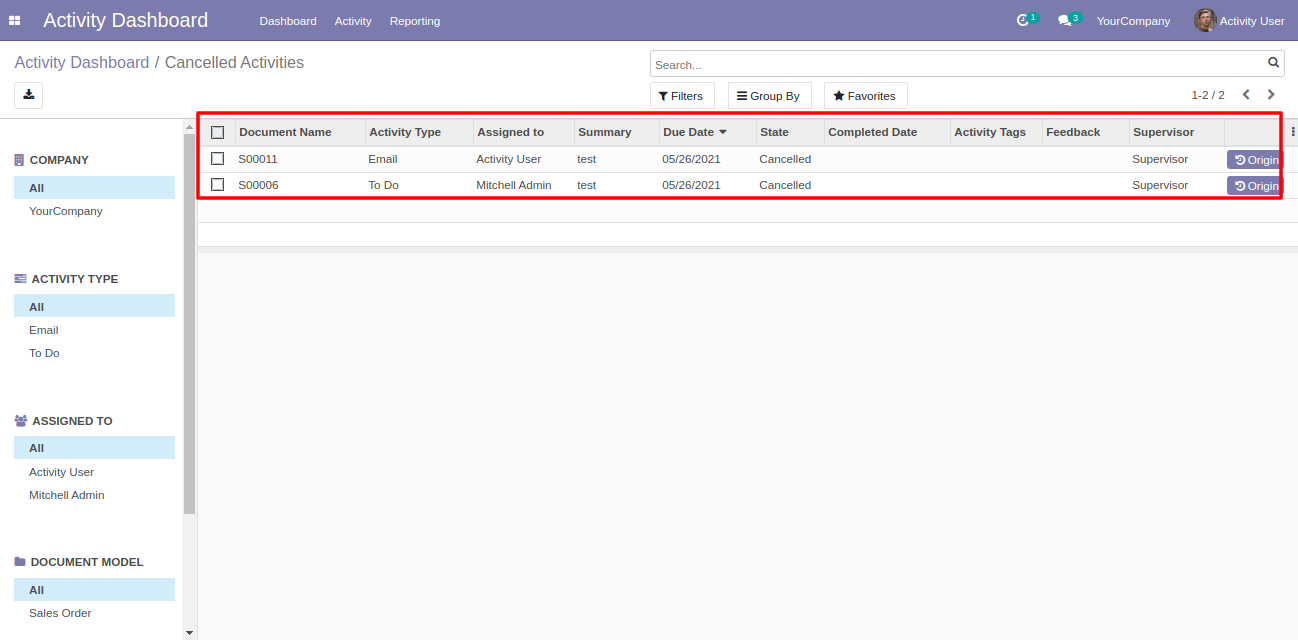 Activity Dashboard Dashboard Activity Reporting 1 3 YourCompany Activity User
Activity Dashboard / Cancelled Activities
Search...
Filters Group By Favorites 1-2 / 2
Document Name Activity Type Assigned to Summary Due Date State Completed Date Activity Tags Feedback Supervisor
S00011 Email Activity User test 05/26/2021 Cancelled Supervisor Origin
S00006 To Do Mitchell Admin test 05/26/2021 Cancelled Supervisor Origin
COMPANY
All
YourCompany
ACTIVITY TYPE
All
Email
To Do
ASSIGNED TO
All
Activity User
Mitchell Admin
DOCUMENT MODEL
All
Sales Order